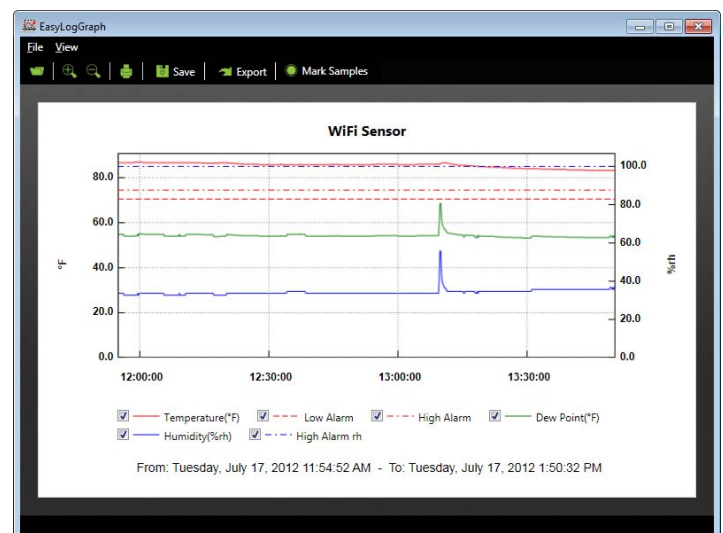 EasyLogGraph
File View
Save Export Mark Samples
WiFi Sensor
80.0
60.0
40.0
20.0
0.0
°F
100.0
80.0
60.0
40.0
20.0
0.0
%rh
12:00:00 12:30:00 13:00:00 13:30:00
Temperature(°F) Low Alarm High Alarm Dew Point(°F)
Humidity(%rh) High Alarm rh
From: Tuesday, July 17, 2012 11:54:52 AM - To: Tuesday, July 17, 2012 1:50:32 PM